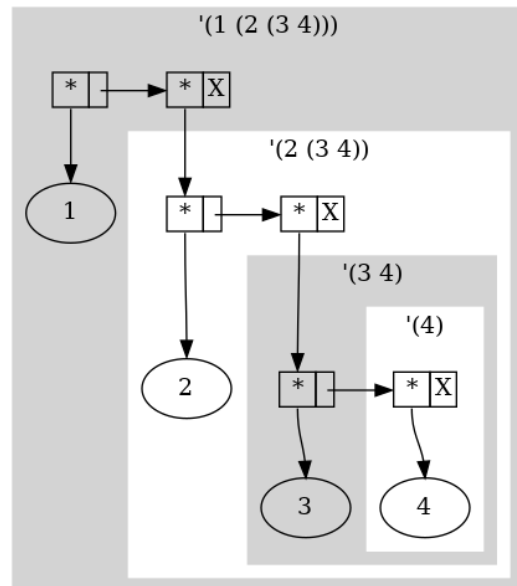 '(1 (2 (3 4)))
* * X
'(2 (3 4))
1 * * X
'(3 4)
'(4)
2 * * X
3 4